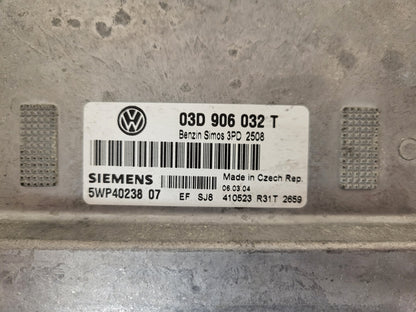 03D 906 032 T
Benzin Simos 3PD 2508
SIEMENS
Made in Czech Rep.
06.03.04
5WP40238 07 EF SJ8 410523 R31T 2659